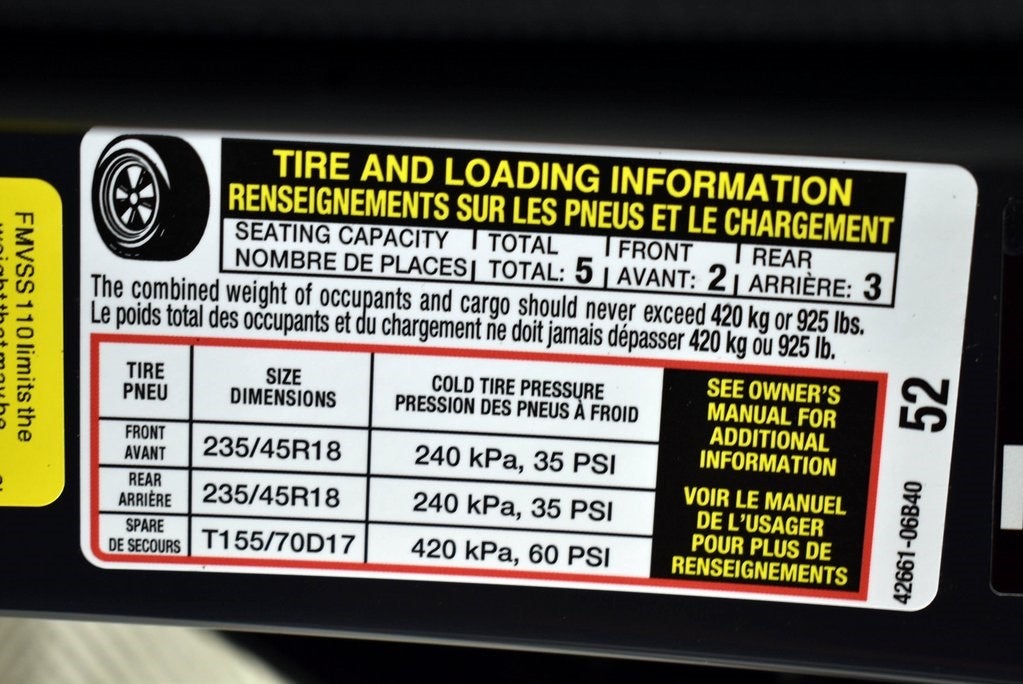 FMVSS 110 limits the
weight that may be
TIRE AND LOADING INFORMATION
RENSEIGNEMENTS SUR LES PNEUS ET LE CHARGEMENT
SEATING CAPACITY TOTAL FRONT REAR
NOMBRE DE PLACES TOTAL: 5 AVANT: 2 ARRIÈRE: 3
The combined weight of occupants and cargo should never exceed 420 kg or 925 lbs.
Le poids total des occupants et du chargement ne doit jamais dépasser 420 kg ou 925 lb.
TIRE SIZE COLD TIRE PRESSURE
PNEU DIMENSIONS PRESSION DES PNEUS À FROID
FRONT
AVANT 235/45R18 240 kPa, 35 PSI
REAR
ARRIÈRE 235/45R18 240 kPa, 35 PSI
SPARE
DE SECOURS T155/70D17 420 kPa, 60 PSI
SEE OWNER'S
MANUAL FOR
ADDITIONAL
INFORMATION
VOIR LE MANUEL
DE L'USAGER
POUR PLUS DE
RENSEIGNEMENTS
52
42661-06B40